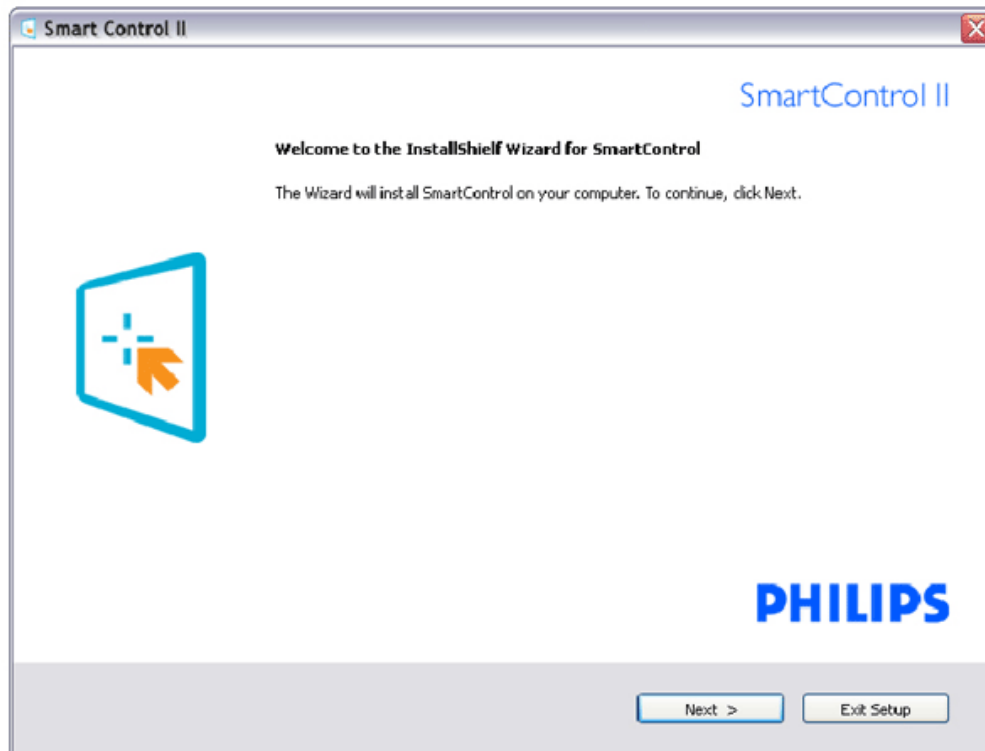 Smart Control II
SmartControl II
Welcome to the InstallShielf Wizard for SmartControl
The Wizard will install SmartControl on your computer. To continue, click Next.
PHILIPS
Next >
Exit Setup